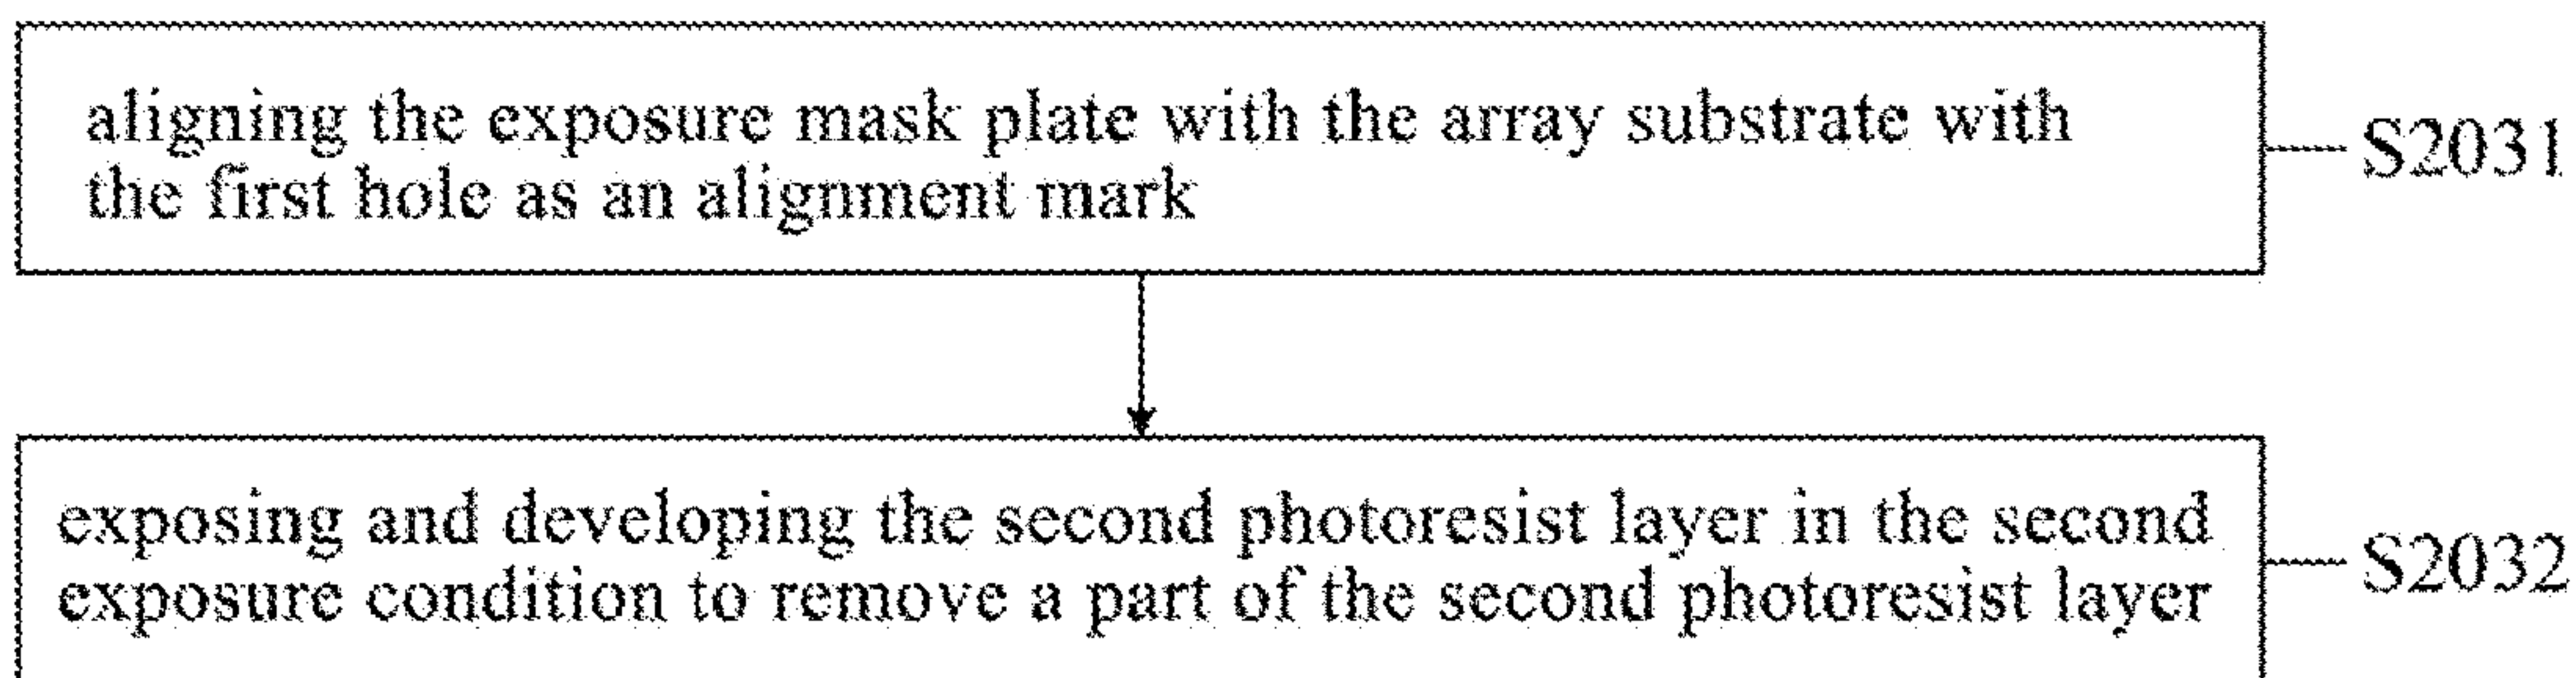 aligning the exposure mask plate with the array substrate with
the first hole as an alignment mark
S2031
exposing and developing the second photoresist layer in the second
exposure condition to remove a part of the second photoresist layer
S2032